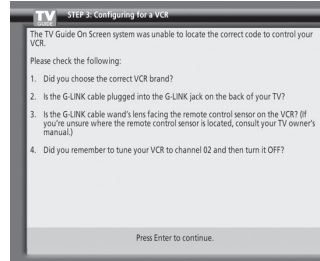 TV
GUIDE
STEP 3: Configuring for a VCR
The TV Guide On Screen system was unable to locate the correct code to control your
VCR.
Please check the following:
1. Did you choose the correct VCR brand?
2. Is the G-LINK cable plugged into the G-LINK jack on the back of your TV?
3. Is the G-LINK cable wand's lens facing the remote control sensor on the VCR? (If
you're unsure where the remote control sensor is located, consult your TV owner's
manual.)
4. Did you remember to tune your VCR to channel 02 and then turn it OFF?
Press Enter to continue.